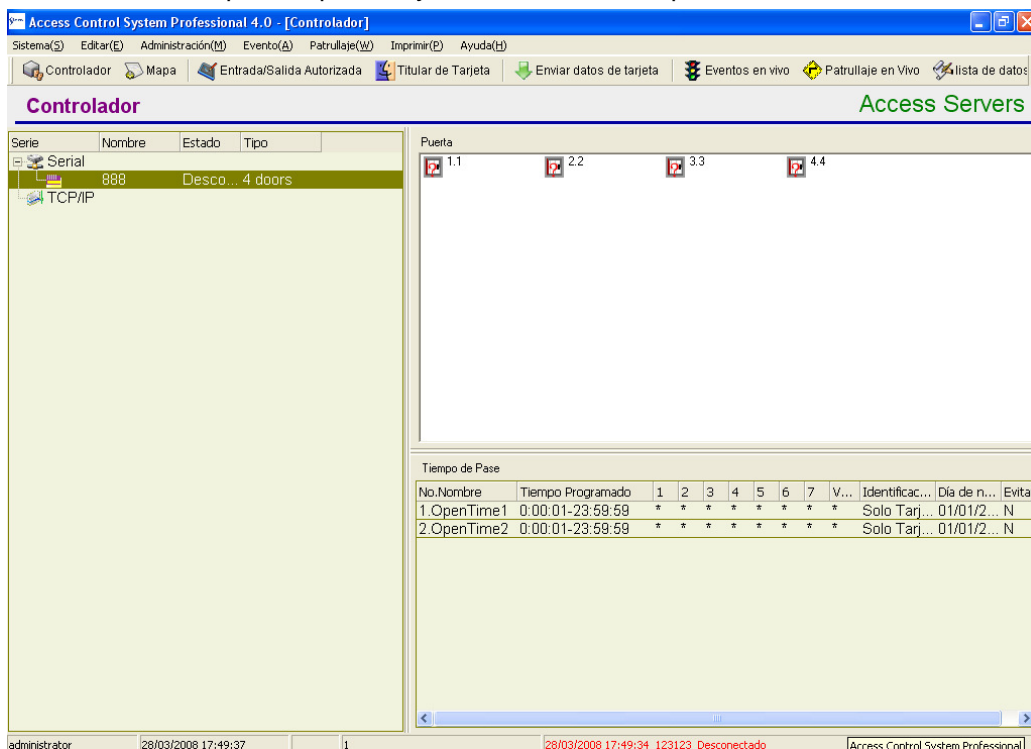 Access Control System Professional 4.0 - [Controlador]
Sistema(S) Editar(E) Administración(M) Evento(A) Patrullaje(W) Imprimir(P) Ayuda(H)
Controlador Mapa Entrada/Salida Autorizada Titular de Tarjeta Enviar datos de tarjeta Eventos en vivo Patrullaje en Vivo lista de datos
Controlador Access Servers
Serie Nombre Estado Tipo
Serial
888 Desco... 4 doors
TCP/IP
Puerta
1.1 2.2 3.3 4.4
Tiempo de Pase
No.Nombre Tiempo Programado 1 2 3 4 5 6 7 V... Identificac... Día de n... Evita
1.OpenTime1 0:00:01-23:59:59 * * * * * * * * Solo Tarj... 01/01/2... N
2.OpenTime2 0:00:01-23:59:59 * * * * * * * * Solo Tarj... 01/01/2... N
administrator 28/03/2008 17:49:37 1 28/03/2008 17:49:34 123123 Desconectado Access Control System Professional